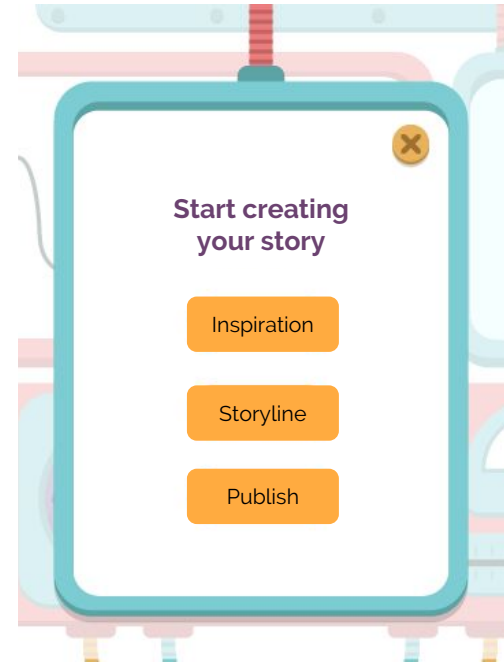 Start creating
your story
Inspiration
Storyline
Publish